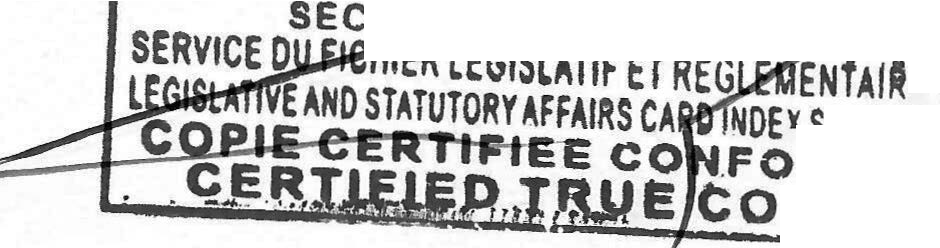 SEC
SERVICE DU FICHIER LEGISLATIF ET REGLEMENTAIR
LEGISLATIVE AND STATUTORY AFFAIRS CARD INDEX S
COPIE CERTIFIEE CONFO
CERTIFIED TRUE CO